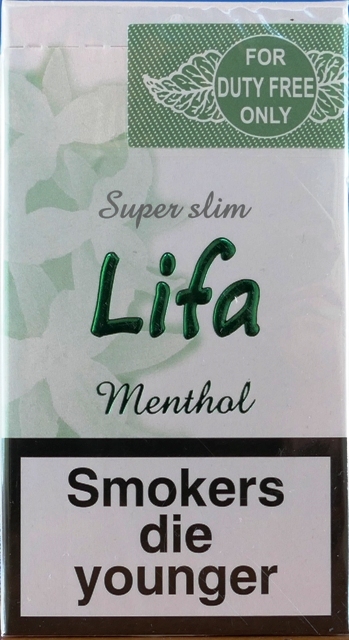 FOR
DUTY FREE
ONLY
Super slim
Lifa
Menthol
Smokers
die
younger